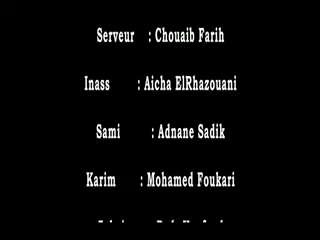 Serveur : Chouaib Farih
Inass : Aicha ElRhazouani
Sami : Adnane Sadik
Karim : Mohamed Foukari